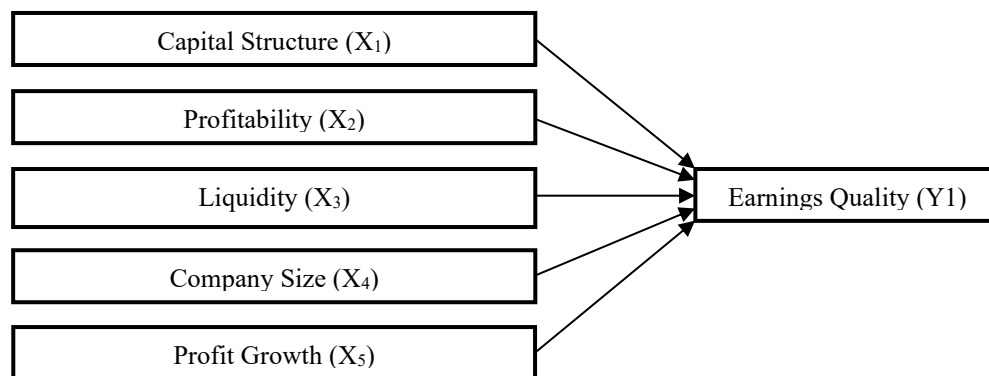 Capital Structure (X₁)
Profitability (X₂)
Liquidity (X₃)
Earnings Quality (Y1)
Company Size (X₄)
Profit Growth (X₅)